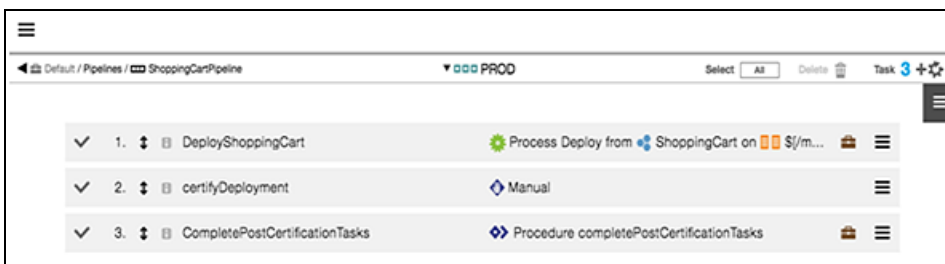 Default / Pipelines / ShoppingCartPipeline PROD Select All Delete Task 3
1. DeployShoppingCart Process Deploy from ShoppingCart on $[/m...
2. certifyDeployment Manual
3. CompletePostCertificationTasks Procedure completePostCertificationTasks